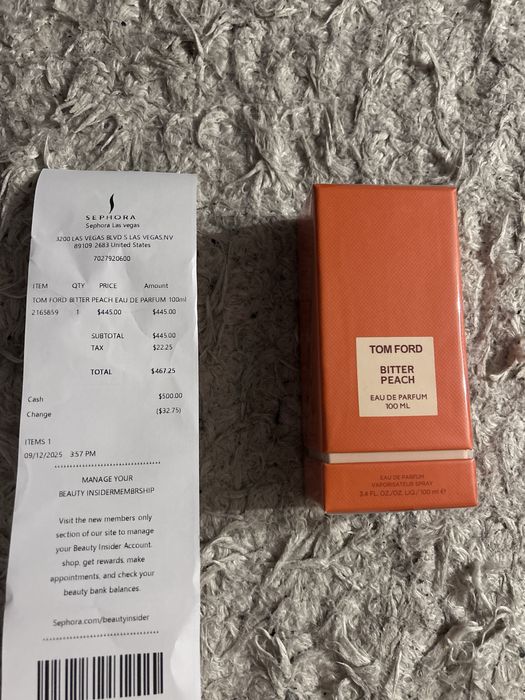 SEPHORA
Sephora Las vegas
3200 LAS VEGAS BLVD S LAS VEGAS,NV
89109-2683 United States
7027920600
ITEM QTY PRICE Amount
TOM FORD BITTER PEACH EAU DE PARFUM 100ml
2165859 1 $445.00 $445.00
SUBTOTAL $445.00
TAX $22.25
TOTAL $467.25
Cash $500.00
Change ($32.75)
ITEMS 1
09/12/2025 3:57 PM
MANAGE YOUR
BEAUTY INSIDERMEMBRSHIP
Visit the new members only
section of our site to manage
your Beauty Insider Account.
shop, get rewards, make
appointments, and check your
beauty bank balances.
Sephora.com/beautyinsider
TOM FORD
BITTER
PEACH
EAU DE PARFUM
100 ML
EAU DE PARFUM
VAPORISATEUR SPRAY
3.4 FL. OZ./OZ. LIQ./100 ml ℮